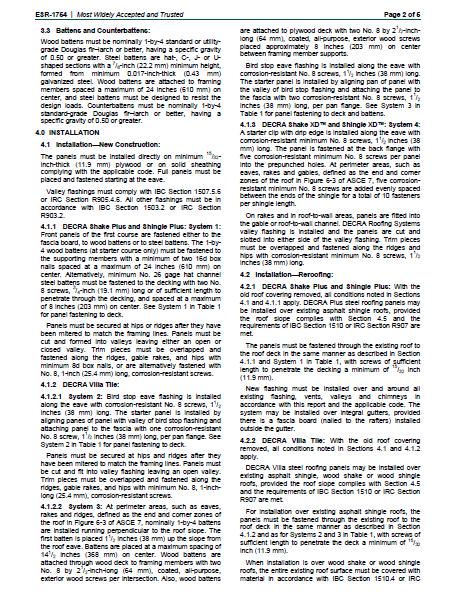 ESR-1754 | Most Widely Accepted and Trusted
Page 2 of 6
3.3 Battens and Counterbattens:
Wood battens must be nominally 1-by-4 standard or utility-
grade Douglas fir–larch or better, having a specific gravity
of 0.50 or greater. Steel battens are hat-, C-, J- or U-
shaped sections with a 7/8-inch (22.2 mm) minimum height,
formed from minimum 0.017-inch-thick (0.43 mm)
galvanized steel. Wood battens are attached to framing
members spaced a maximum of 24 inches (610 mm) on
center, and steel battens must be designed to resist the
design loads. Counterbattens must be nominally 1-by-4
standard-grade Douglas fir–larch or better, having a
specific gravity of 0.50 or greater.
4.0 INSTALLATION
4.1 Installation—New Construction:
The panels must be installed directly on minimum 15/32-
inch-thick (11.9 mm) plywood or on solid sheathing
complying with the applicable code. Full panels must be
placed and fastened starting at the eave.
Valley flashings must comply with IBC Section 1507.5.6
or IRC Section R905.4.6. All other flashings must be in
accordance with IBC Section 1503.2 or IRC Section
R903.2.
4.1.1 DECRA Shake Plus and Shingle Plus: System 1:
Front panels of the first course are fastened either to the
fascia board, to wood battens or to steel battens. The 1-by-
4 wood battens (at starter course only) must be fastened to
the supporting members with a minimum of two 16d box
nails spaced at a maximum of 24 inches (610 mm) on
center. Alternatively, minimum No. 26 gage hat channel
steel battens must be fastened to the decking with two No.
8 screws, 3/4-inch (19.1 mm) long or of sufficient length to
penetrate through the decking, and spaced at a maximum
of 8 inches (203 mm) on center. See System 1 in Table 1
for panel fastening to deck.
Panels must be secured at hips or ridges after they have
been mitered to match the framing lines. Panels must be
cut and formed into valleys leaving either an open or
closed valley. Trim pieces must be overlapped and
fastened along the ridges, gable rakes, and hips with
minimum 8d box nails, or are alternatively fastened with
No. 8, 1-inch (25.4 mm) long, corrosion-resistant screws.
4.1.2 DECRA Villa Tile:
4.1.2.1 System 2: Bird stop eave flashing is installed
along the eave with corrosion-resistant No. 8 screws, 11/2
inches (38 mm) long. The starter panel is installed by
aligning panes of panel with valley of bird stop flashing and
attaching panel to the fascia with one corrosion-resistant
No. 8 screw, 11/2 inches (38 mm) long, per pan flange. See
System 2 in Table 1 for panel fastening to deck.
Panels must be secured at hips and ridges after they
have been mitered to match the framing lines. Panels must
be cut and fit into valley flashing leaving an open valley.
Trim pieces must be overlapped and fastened along the
ridges, gable rakes, and hips with minimum No. 8, 1-inch-
long (25.4 mm), corrosion-resistant screws.
4.1.2.2 System 3: At perimeter areas, such as eaves,
rakes and ridges, defined as the end and corner zones of
the roof in Figure 6-3 of ASCE 7, nominally 1-by-4 battens
are installed running perpendicular to the roof slope. The
first batten is placed 11/2 inches (38 mm) up the slope from
the roof eave. Battens are placed at a maximum spacing of
141/2 inches (368 mm) on center. Wood battens are
attached through wood deck to framing members with two
No. 8 by 21/2-inch-long (64 mm), coated, all-purpose,
exterior wood screws per intersection. Also, wood battens
are attached to plywood deck with two No. 8 by 21/2-inch-
long (64 mm), coated, all-purpose, exterior wood screws
placed approximately 8 inches (203 mm) on center
between framing member supports.
Bird stop eave flashing is installed along the eave with
corrosion-resistant No. 8 screws, 11/2 inches (38 mm) long.
The starter panel is installed by aligning pan of panel with
the valley of bird stop flashing and attaching the panel to
the fascia with two corrosion-resistant No. 8 screws, 11/2
inches (38 mm) long, per pan flange. See System 3 in
Table 1 for panel fastening to deck and battens.
4.1.3 DECRA Shake XD™ and Shingle XD™: System 4:
A starter clip with drip edge is installed along the eave with
corrosion-resistant minimum No. 8 screws, 11/2 inches (38
mm) long. The panel is fastened at the back flange with
five corrosion-resistant minimum No. 8 screws per panel
into the prepunched holes. At perimeter areas, such as
eaves, rakes and gables, defined as the end and corner
zones of the roof in Figure 6-3 of ASCE 7, five corrosion-
resistant minimum No. 8 screws are added evenly spaced
between the ends of the shingle for a total of 10 fasteners
per shingle length.
On rakes and in roof-to-wall areas, panels are fitted into
the gable or roof-to-wall channel. DECRA Roofing Systems
valley flashing is installed and the panels are cut and
slotted into either side of the valley flashing. Trim pieces
must be overlapped and fastened along the ridges and
hips with corrosion-resistant minimum No. 8 screws, 11/2
inches (38 mm) long.
4.2 Installation—Reroofing:
4.2.1 DECRA Shake Plus and Shingle Plus: With the
old roof covering removed, all conditions noted in Sections
4.1 and 4.1.1 apply. DECRA Plus steel roofing panels may
be installed over existing asphalt shingle roofs, provided
the roof slope complies with Section 4.5 and the
requirements of IBC Section 1510 or IRC Section R907 are
met.
The panels must be fastened through the existing roof to
the roof deck in the same manner as described in Section
4.1.1 and System 1 in Table 1, with screws of sufficient
length to penetrate the decking a minimum of 15/32 inch
(11.9 mm).
New flashing must be installed over and around all
existing flashing, vents, valleys and chimneys in
accordance with this report and the applicable code. The
system may be installed over integral gutters, provided
there is a fascia board (nailed to the rafters) installed
outside the gutter.
4.2.2 DECRA Villa Tile: With the old roof covering
removed, all conditions noted in Sections 4.1 and 4.1.2
apply.
DECRA Villa steel roofing panels may be installed over
existing asphalt shingle, wood shake or wood shingle
roofs, provided the roof slope complies with Section 4.5
and the requirements of IBC Section 1510 or IRC Section
R907 are met.
For installation over existing asphalt shingle roofs, the
panels must be fastened through the existing roof to the
roof deck in the same manner as described in Section
4.1.2 and as for Systems 2 and 3 in Table 1, with screws of
sufficient length to penetrate the deck a minimum of 15/32
inch (11.9 mm).
When installation is over wood shake or wood shingle
roofs, the entire existing roof surface must be covered with
material in accordance with IBC Section 1510.4 or IRC